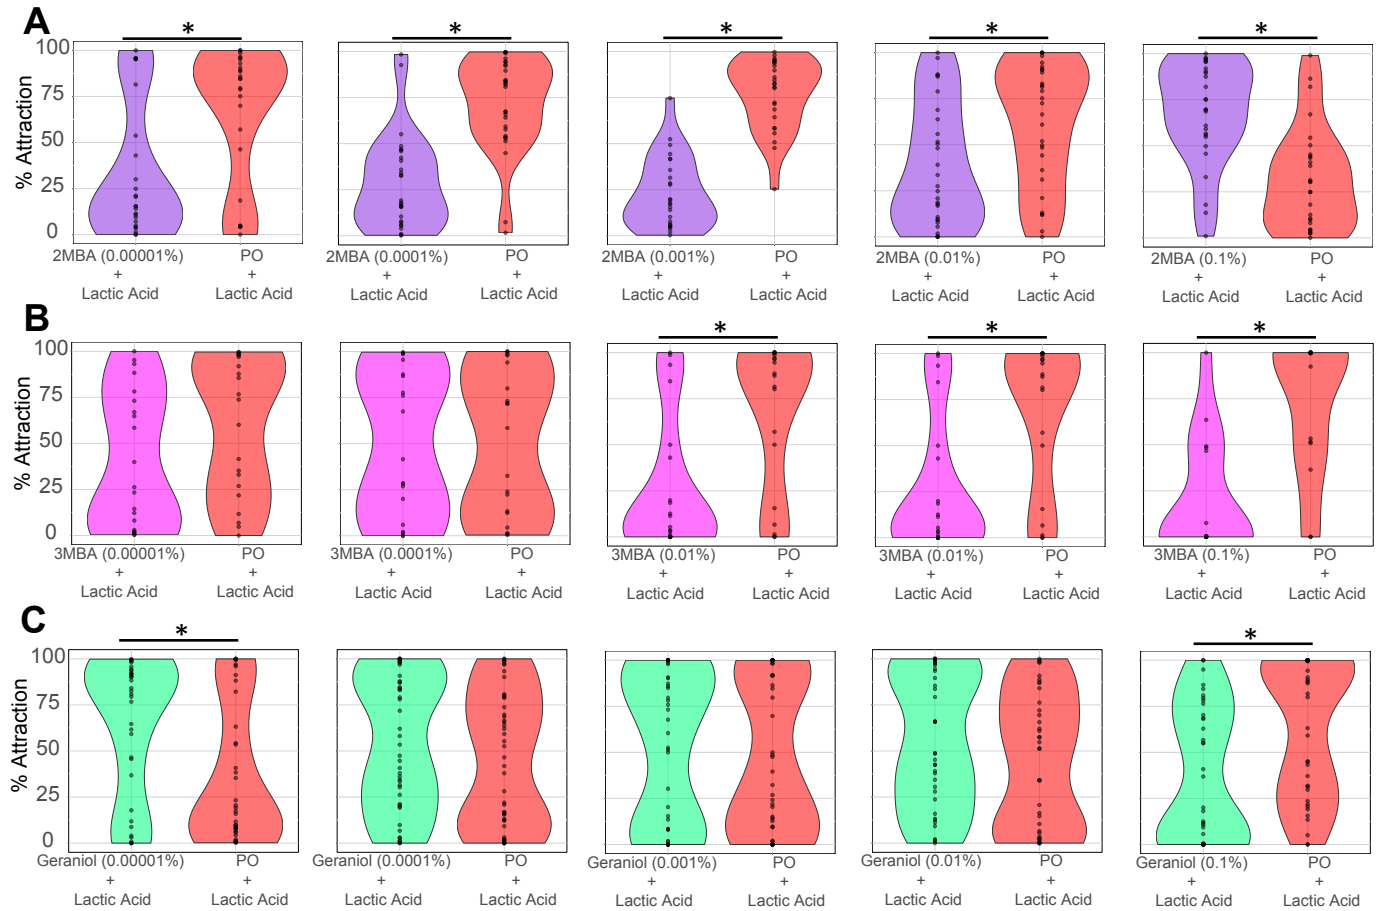 A
* * * * *
% Attraction
100
75
50
25
0
2MBA (0.00001%) PO 2MBA (0.0001%) PO 2MBA (0.001%) PO 2MBA (0.01%) PO 2MBA (0.1%) PO
+ + + + + + + + + +
Lactic Acid Lactic Acid Lactic Acid Lactic Acid Lactic Acid Lactic Acid Lactic Acid Lactic Acid Lactic Acid Lactic Acid
B
* * *
% Attraction
100
75
50
25
0
3MBA (0.00001%) PO 3MBA (0.0001%) PO 3MBA (0.01%) PO 3MBA (0.01%) PO 3MBA (0.1%) PO
+ + + + + + + + + +
Lactic Acid Lactic Acid Lactic Acid Lactic Acid Lactic Acid Lactic Acid Lactic Acid Lactic Acid Lactic Acid Lactic Acid
C
* *
% Attraction
100
75
50
25
0
Geraniol (0.00001%) PO Geraniol (0.0001%) PO Geraniol (0.001%) PO Geraniol (0.01%) PO Geraniol (0.1%) PO
+ + + + + + + + + +
Lactic Acid Lactic Acid Lactic Acid Lactic Acid Lactic Acid Lactic Acid Lactic Acid Lactic Acid Lactic Acid Lactic Acid